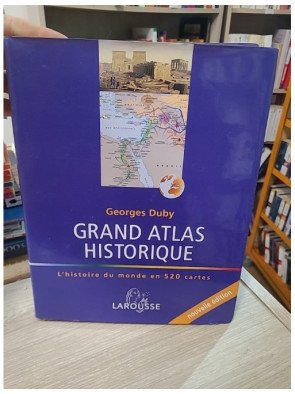 Georges Duby
GRAND ATLAS
HISTORIQUE
L'histoire du monde en 520 cartes
LAROUSSE
nouvelle édition